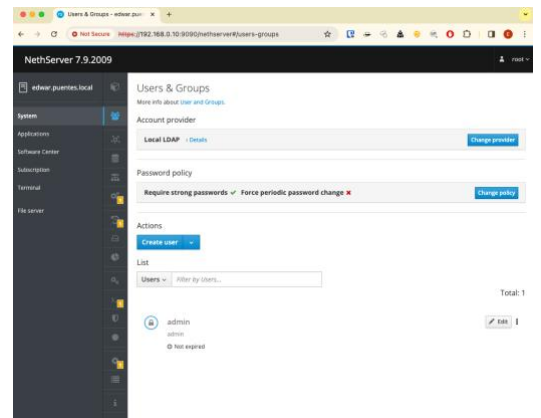 Users & Groups - edwar.puen
Not Secure https://192.168.0.10:9090/nethserver#/users-groups
NethServer 7.9.2009
root
edwar.puentes.local
System
Applications
Software Center
Subscription
Terminal
File server
Users & Groups
More info about User and Groups.
Account provider
Local LDAP Details
Change provider
Password policy
Require strong passwords Force periodic password change
Change policy
Actions
Create user
List
Users Filter by Users...
Total: 1
admin
Edit
admin
Not expired